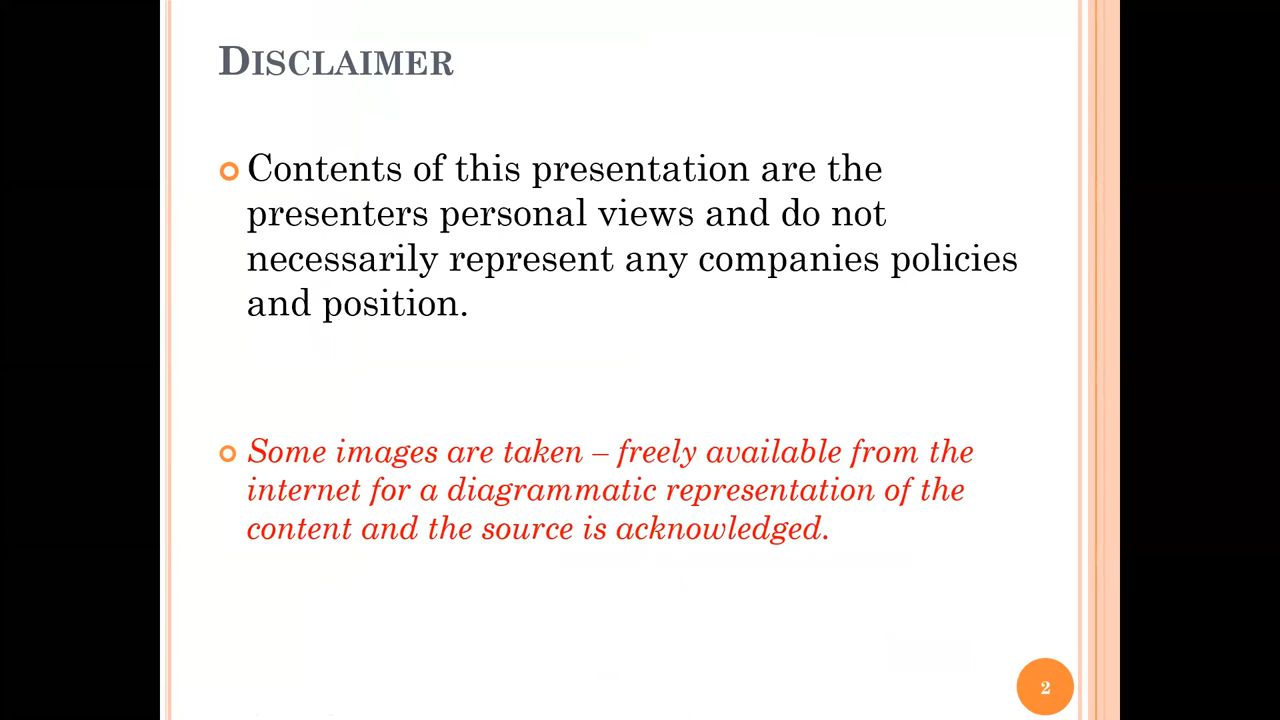 DISCLAIMER
Contents of this presentation are the
presenters personal views and do not
necessarily represent any companies policies
and position.
Some images are taken – freely available from the
internet for a diagrammatic representation of the
content and the source is acknowledged.
2